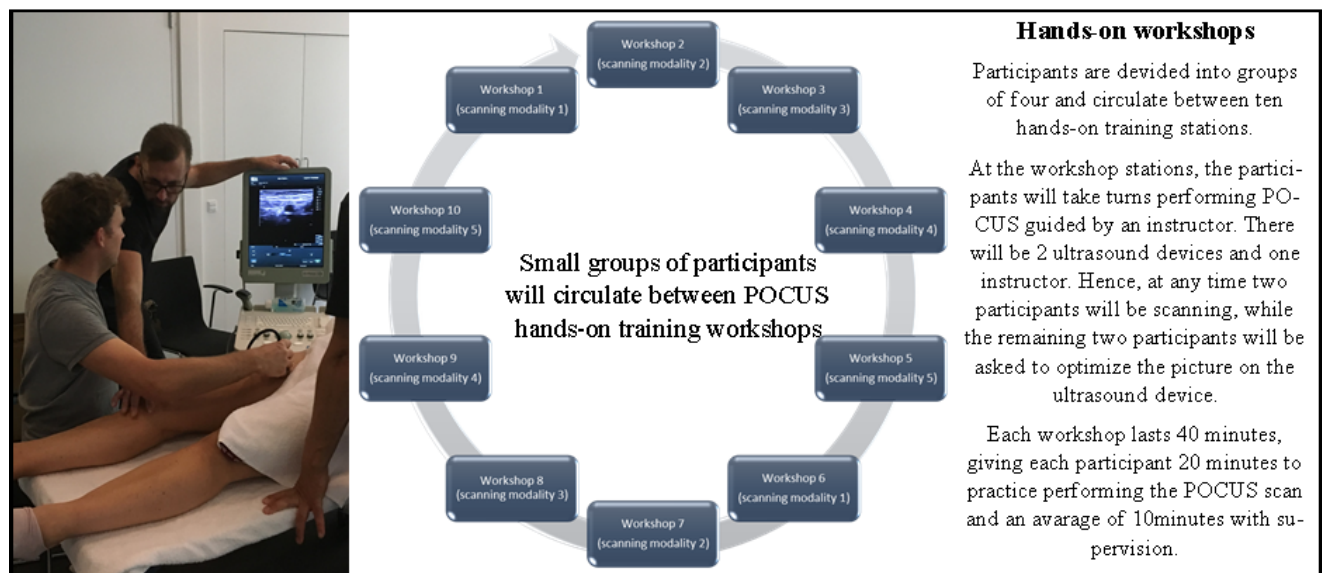 Workshop 2
(scanning modality 2)
Workshop 1
(scanning modality 1)
Workshop 3
(scanning modality 3)
Workshop 10
(scanning modality 5)
Workshop 4
(scanning modality 4)
Small groups of participants
will circulate between POCUS
hands-on training workshops
Workshop 9
(scanning modality 4)
Workshop 5
(scanning modality 5)
Workshop 8
(scanning modality 3)
Workshop 6
(scanning modality 1)
Workshop 7
(scanning modality 2)
Hands-on workshops
Participants are devided into groups
of four and circulate between ten
hands-on training stations.
At the workshop stations, the partici-
pants will take turns performing PO-
CUS guided by an instructor. There
will be 2 ultrasound devices and one
instructor. Hence, at any time two
participants will be scanning, while
the remaining two participants will be
asked to optimize the picture on the
ultrasound device.
Each workshop lasts 40 minutes,
giving each participant 20 minutes to
practice performing the POCUS scan
and an avarage of 10minutes with su-
pervision.